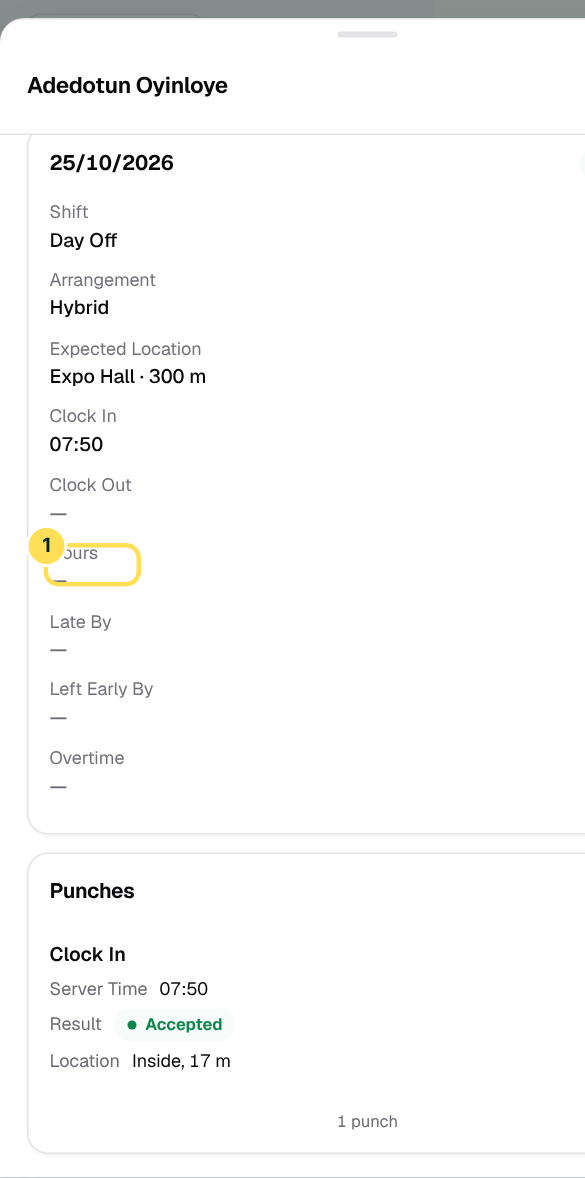 Adedotun Oyinloye
25/10/2026
Shift
Day Off
Arrangement
Hybrid
Expected Location
Expo Hall · 300 m
Clock In
07:50
Clock Out
—
1
ours
—
Late By
—
Left Early By
—
Overtime
—
Punches
Clock In
Server Time 07:50
Result Accepted
Location Inside, 17 m
1 punch